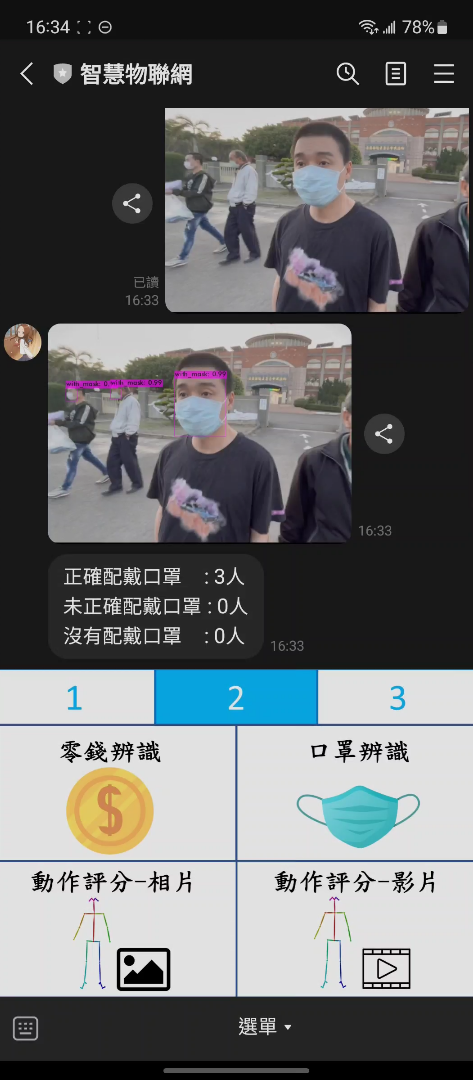 16:34
78%
智慧物聯網
已讀
16:33
with_mask: 0.99
with_mask: 0.99
16:33
正確配戴口罩 : 3人
未正確配戴口罩 : 0人
沒有配戴口罩 : 0人
16:33
1
2
3
零錢辨識
口罩辨識
動作評分-相片
動作評分-影片
選單